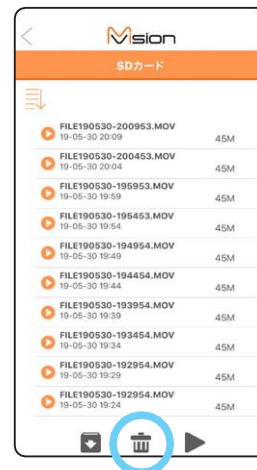 Mvsion
SDカード
FILE190530-200953.MOV
19-05-30 20:09
45M
FILE190530-200453.MOV
19-05-30 20:04
45M
FILE190530-195953.MOV
19-05-30 19:59
45M
FILE190530-195453.MOV
19-05-30 19:54
45M
FILE190530-194954.MOV
19-05-30 19:49
45M
FILE190530-194454.MOV
19-05-30 19:44
45M
FILE190530-193954.MOV
19-05-30 19:39
45M
FILE190530-193454.MOV
19-05-30 19:34
45M
FILE190530-192954.MOV
19-05-30 19:29
45M
FILE190530-192954.MOV
19-05-30 19:24
45M